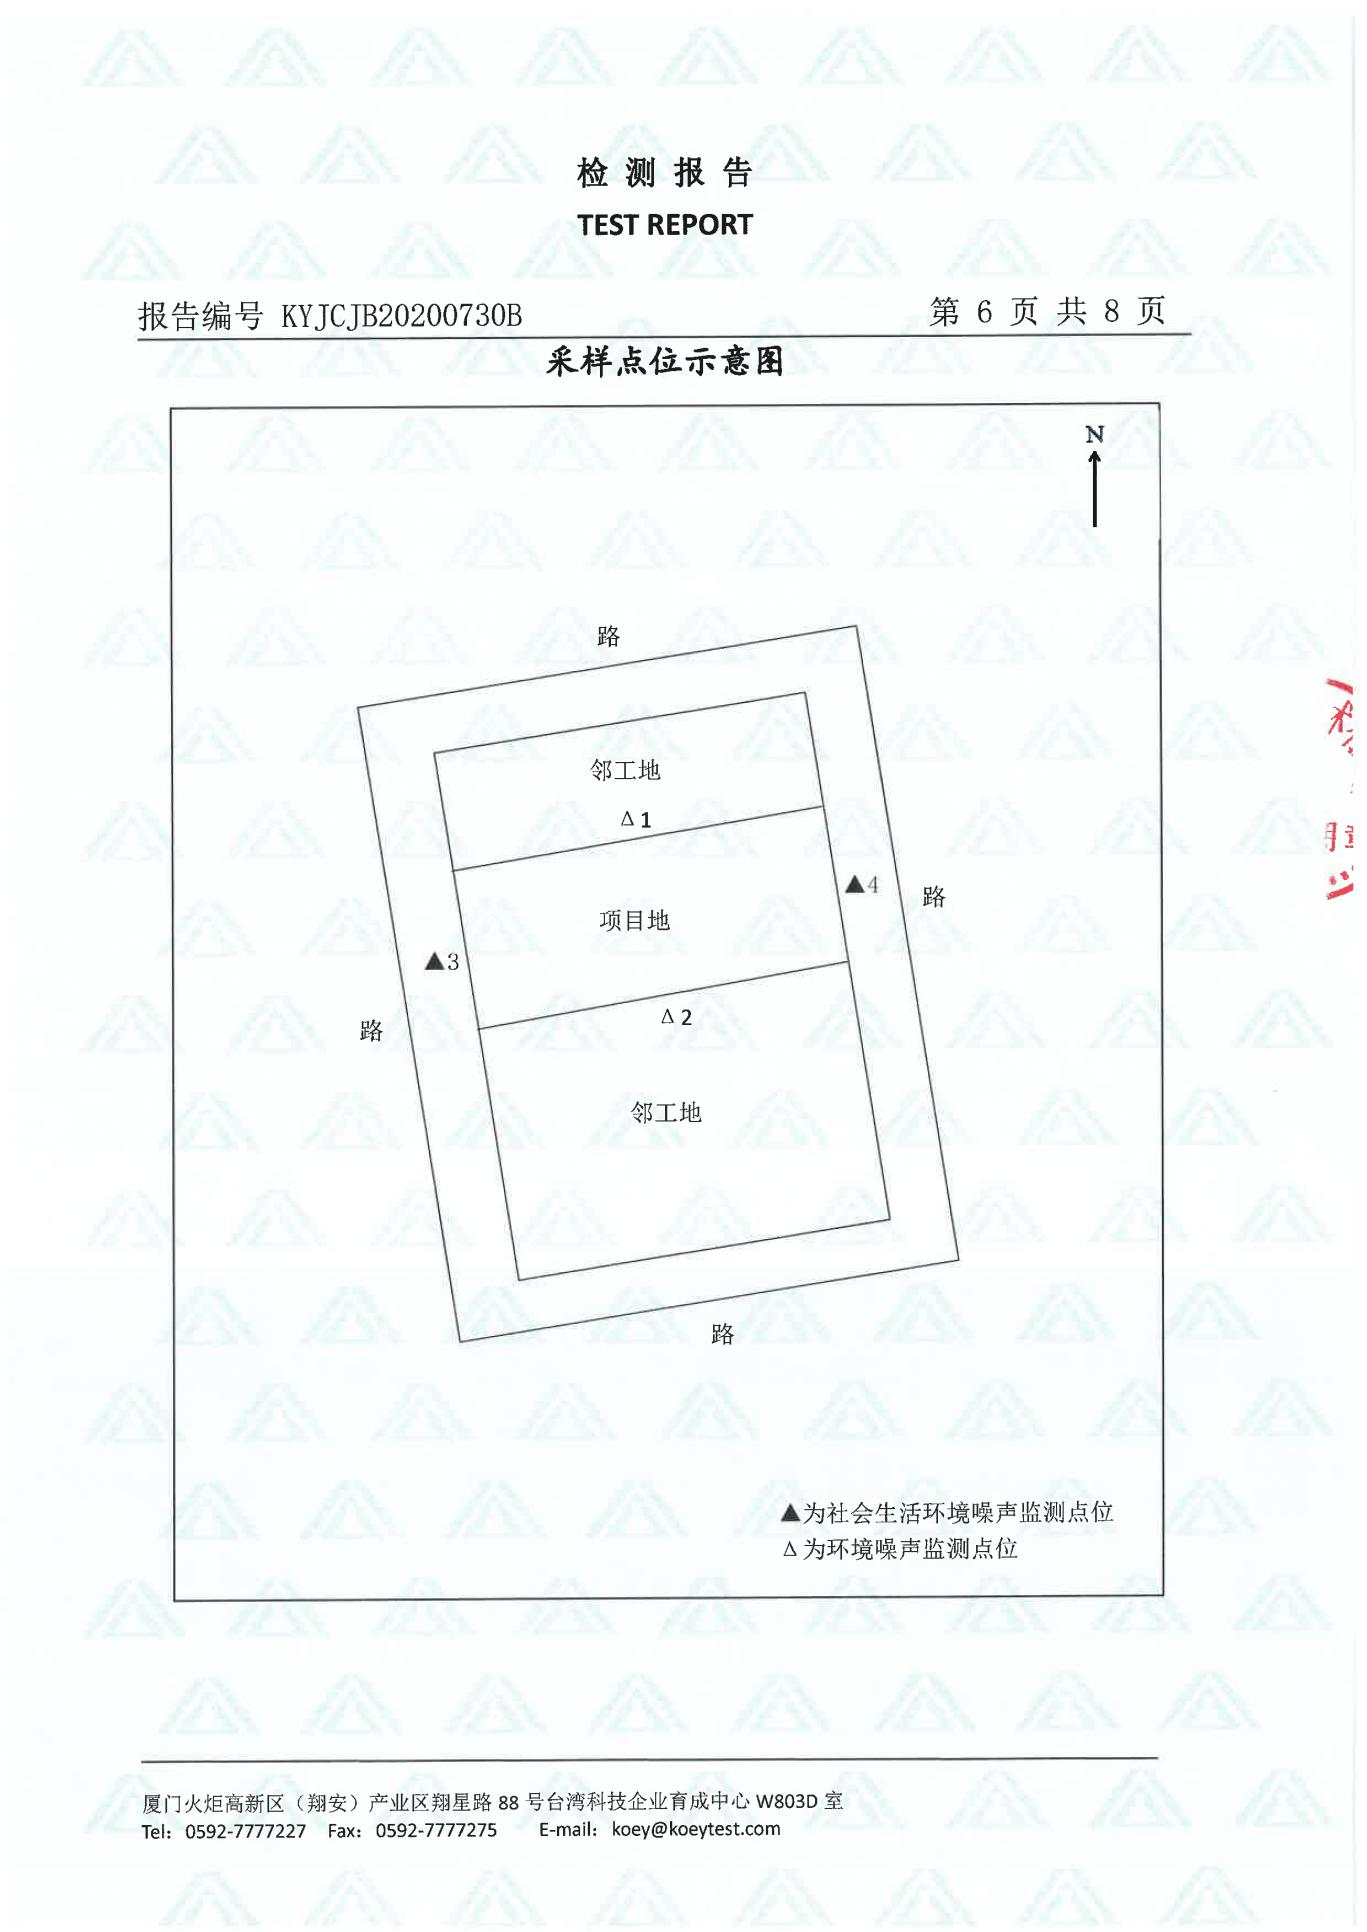 检测报告
TEST REPORT
报告编号 KYJCJB20200730B
第 6 页 共 8 页
采样点位示意图
N
路
邻工地
Δ 1
▲4
路
项目地
▲3
Δ 2
路
邻工地
路
▲为社会生活环境噪声监测点位
Δ 为环境噪声监测点位
厦门火炬高新区（翔安）产业区翔星路 88 号台湾科技企业育成中心 W803D 室
Tel：0592-7777227 Fax：0592-7777275 E-mail：koey@koeytest.com